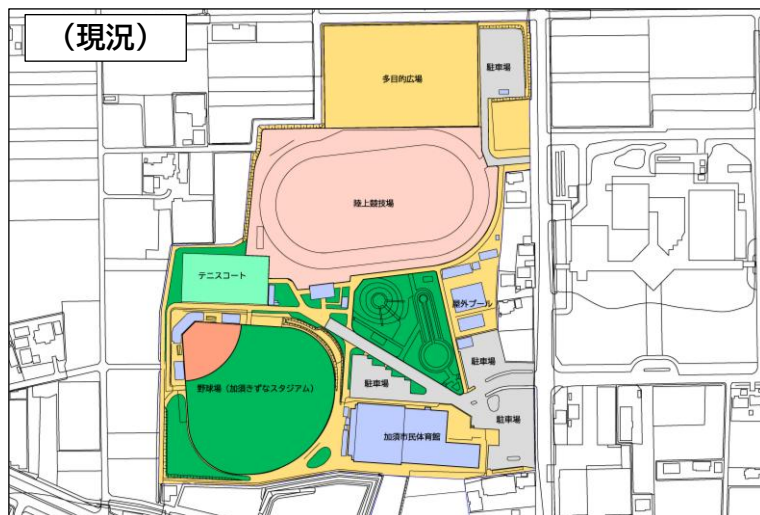 （現況）
多目的広場
駐車場
陸上競技場
テニスコート
屋外プール
駐車場
野球場（加須きずなスタジアム）
駐車場
駐車場
加須市民体育館